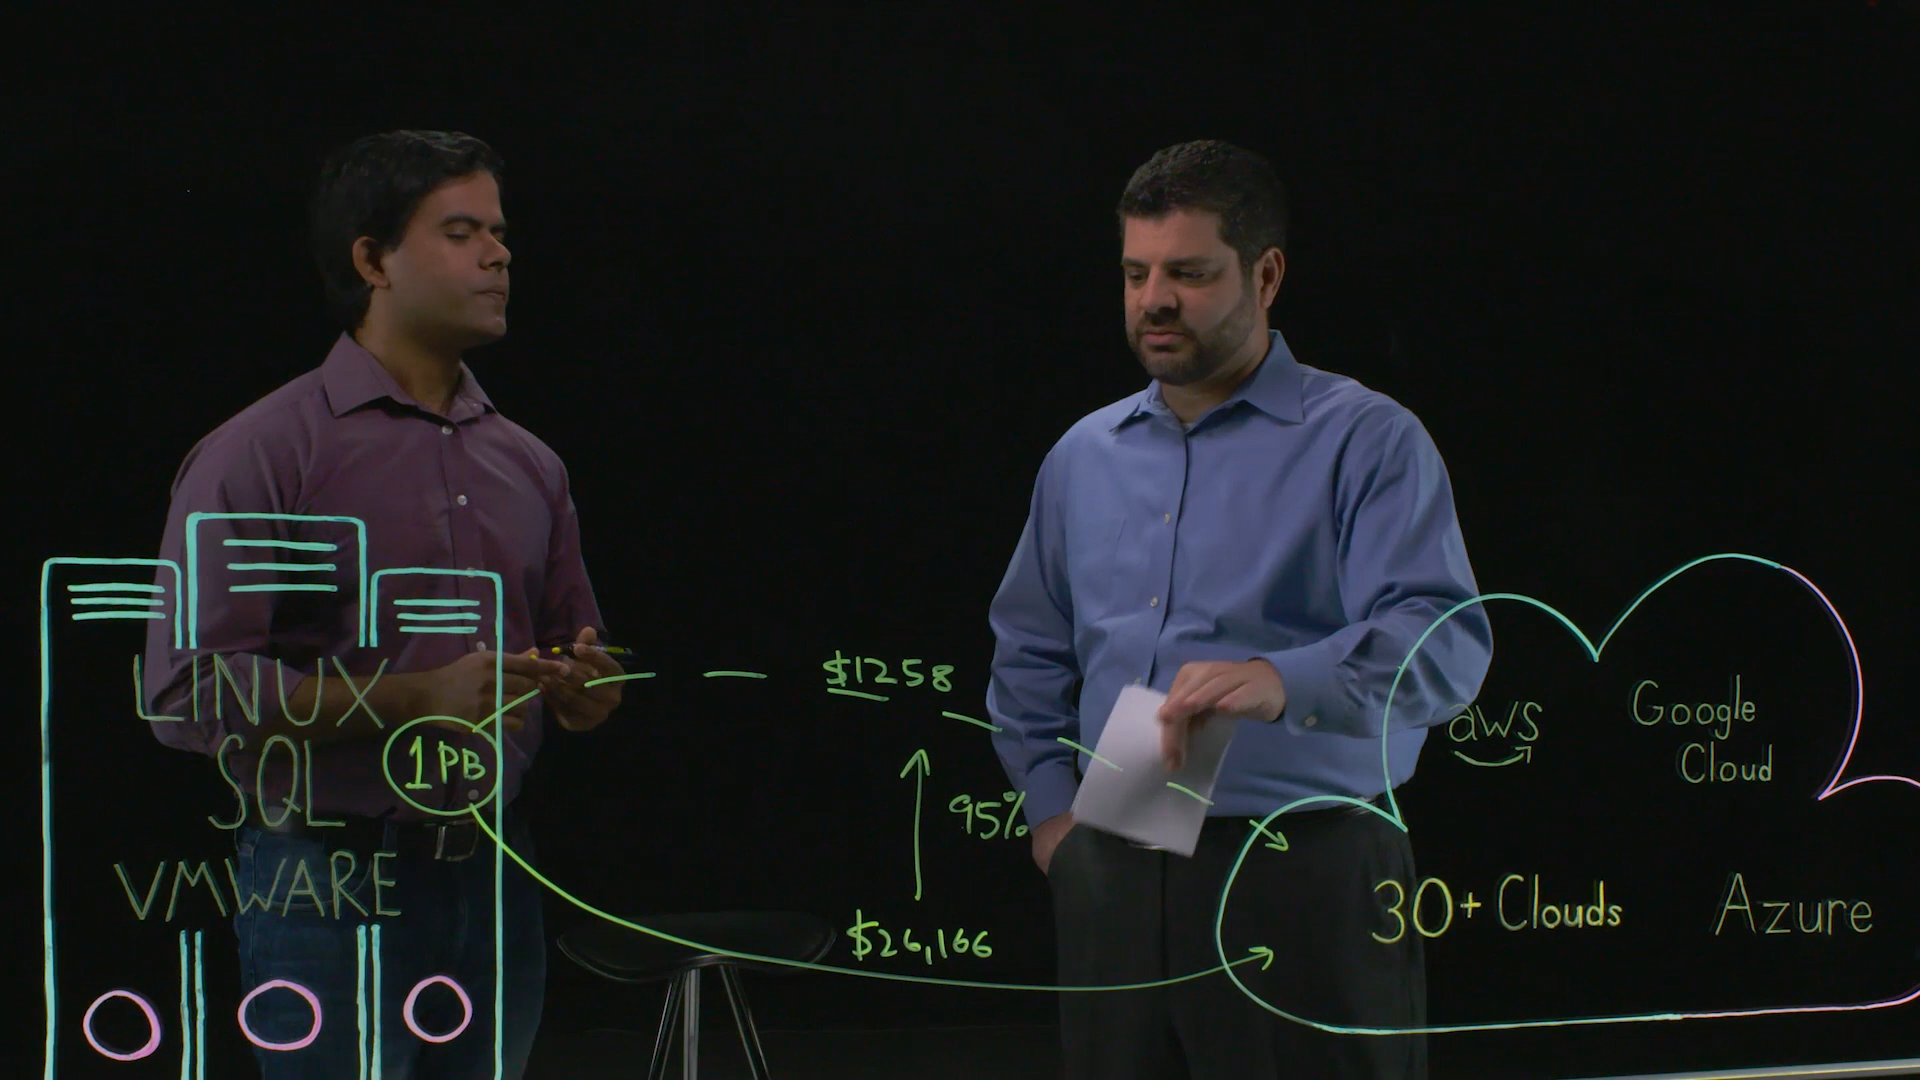 LINUX
SQL
VMWARE
1PB
$1258
95%
$26,166
aws
Google
Cloud
30+ Clouds
Azure